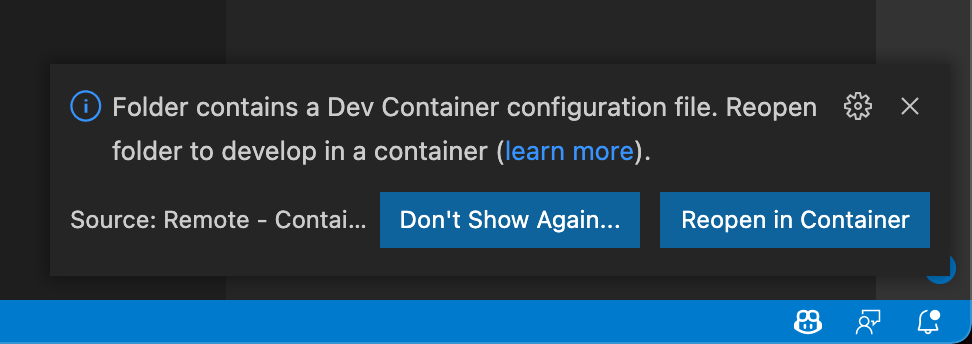 Folder contains a Dev Container configuration file. Reopen
folder to develop in a container (learn more).
Source: Remote - Contai... Don't Show Again... Reopen in Container